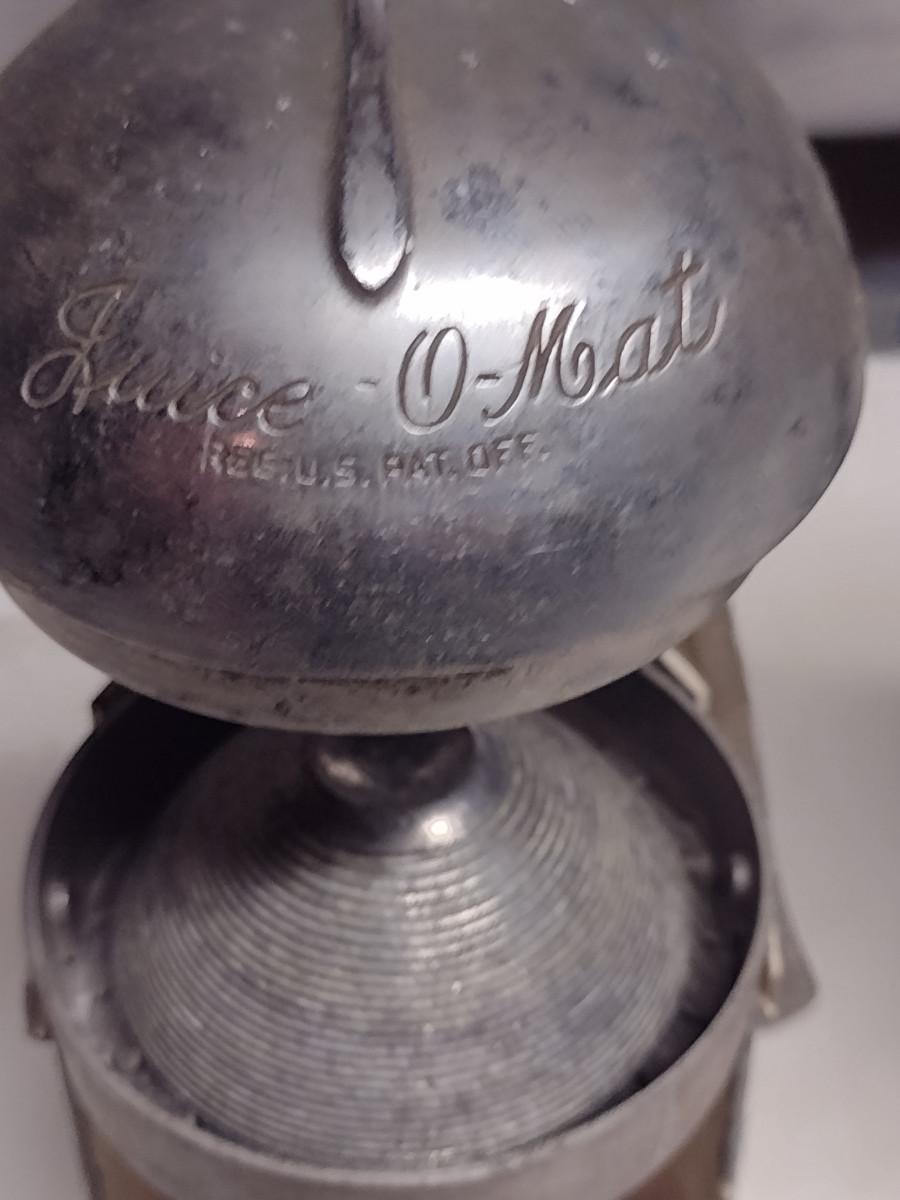 Juice-O-Mat
REG. U.S. PAT. OFF.